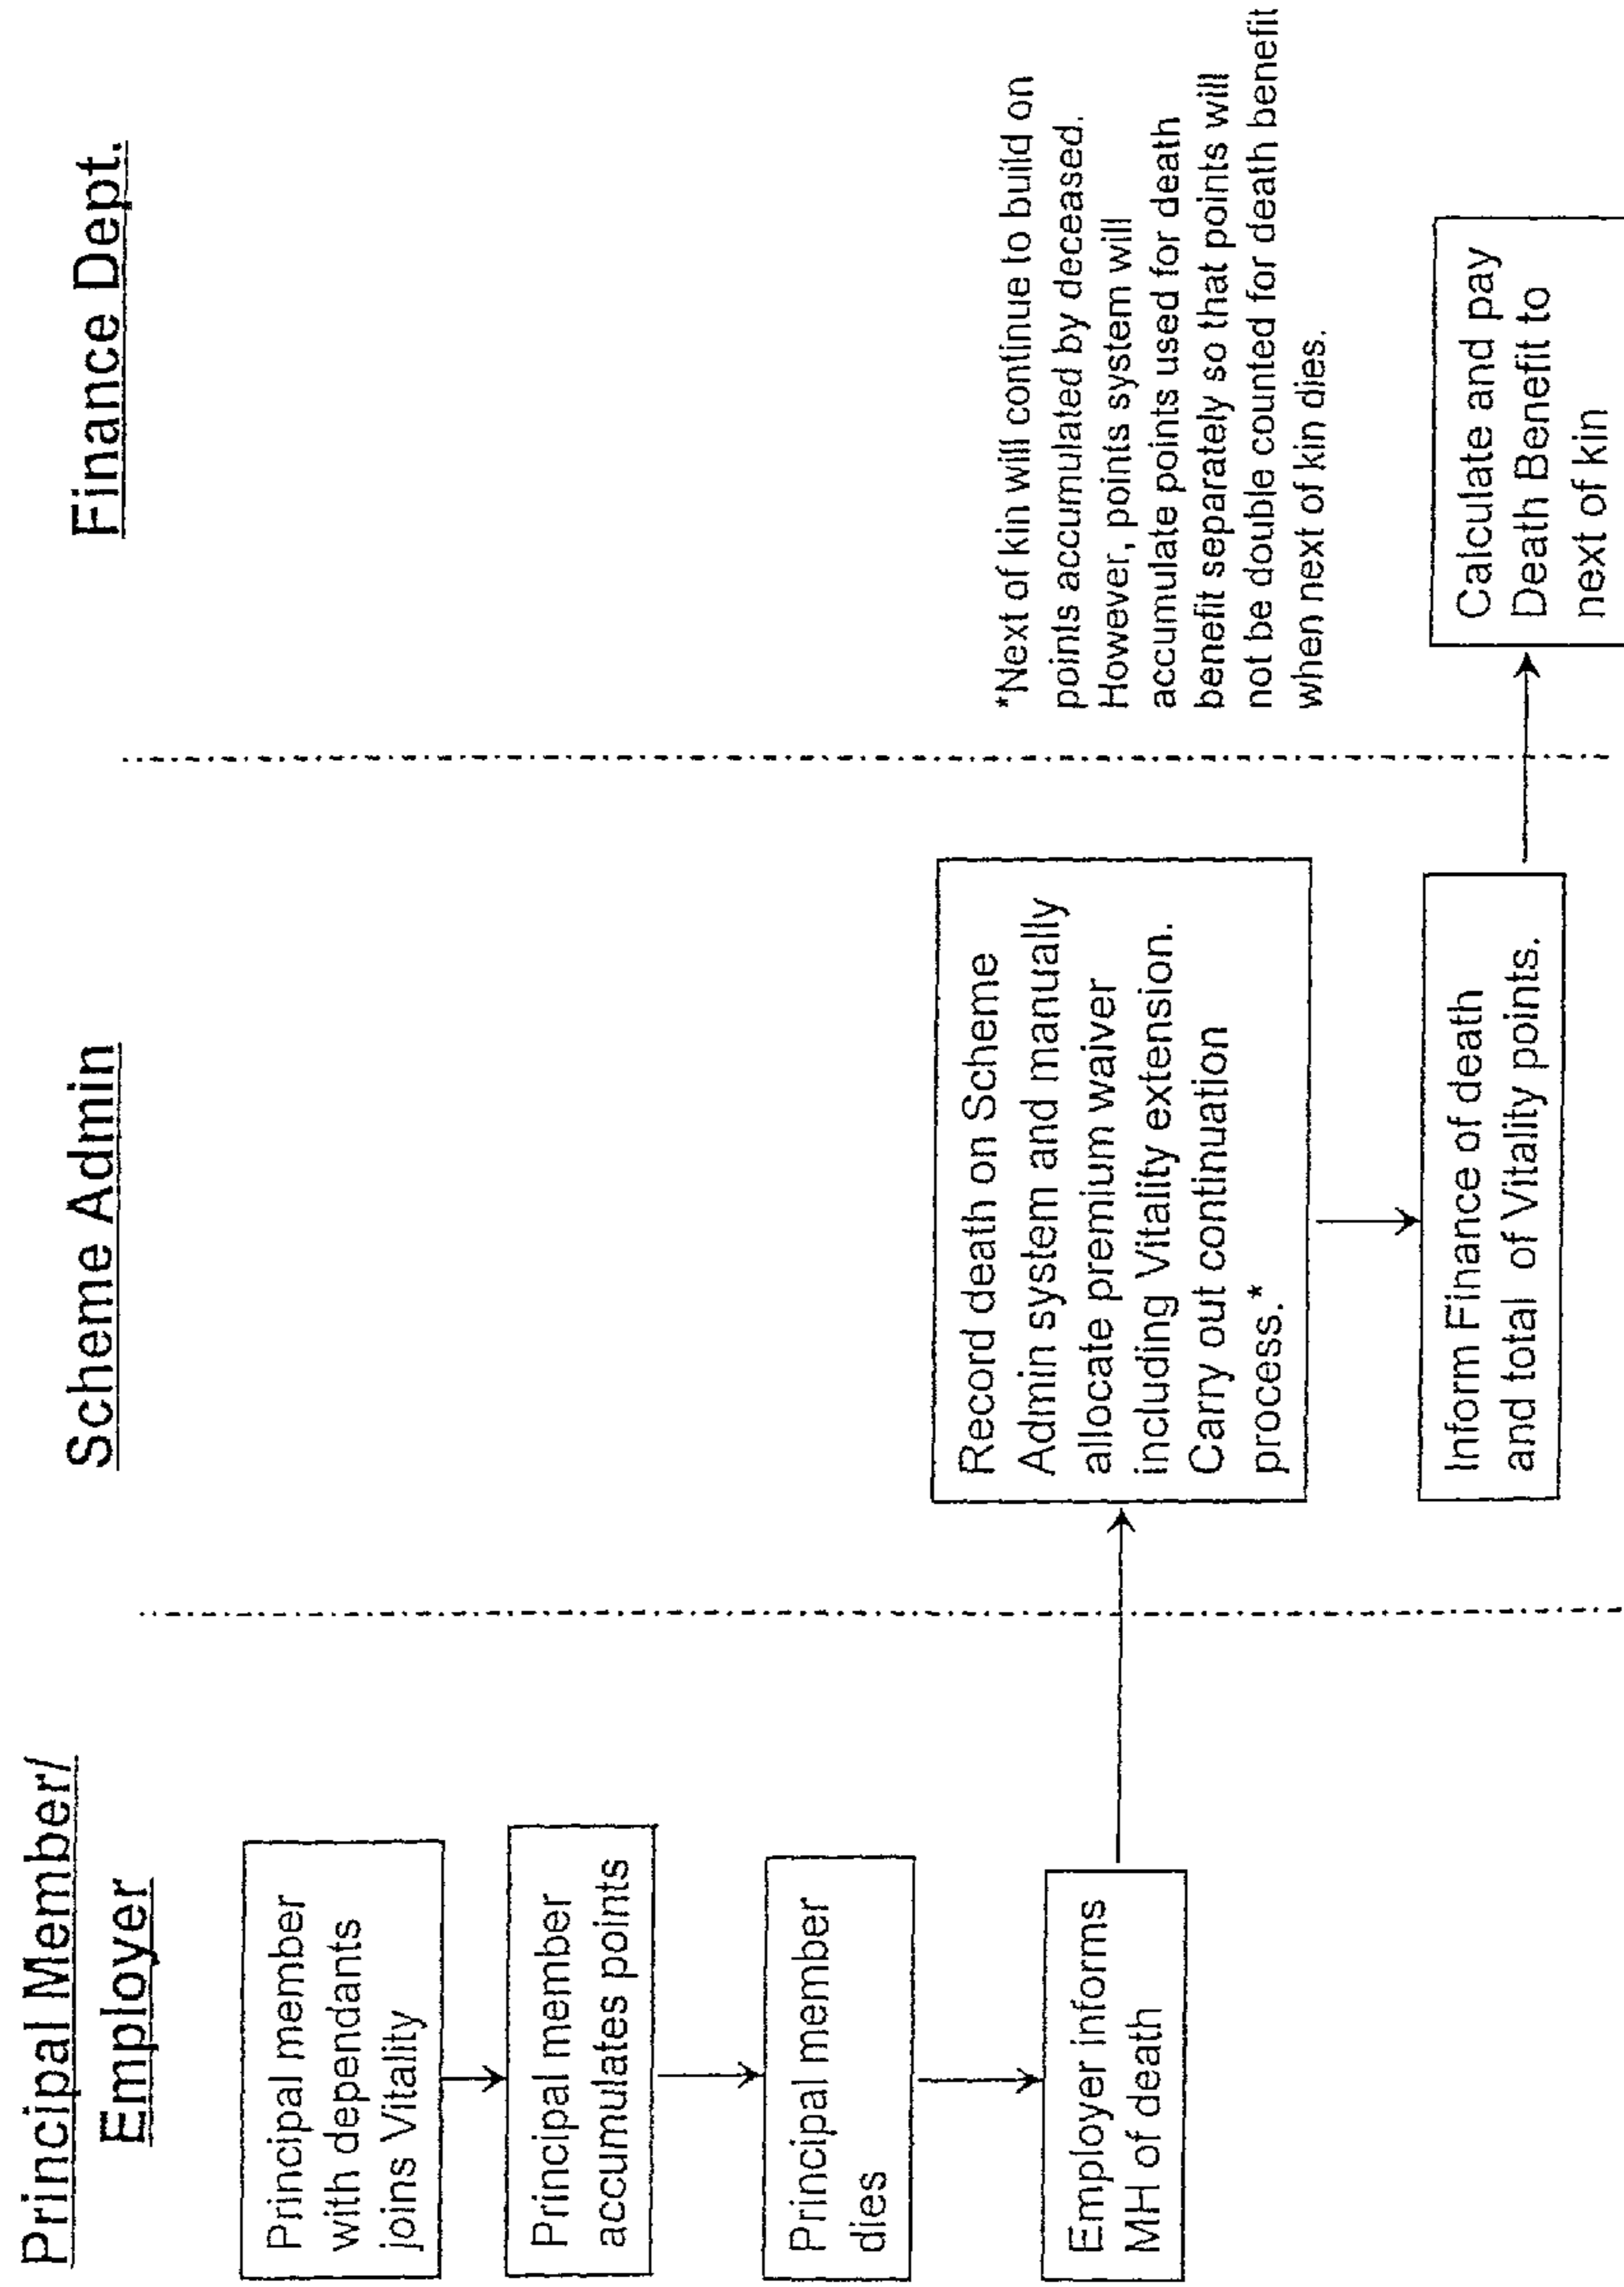 Principal Member/
Employer
Principal member
with dependants
joins Vitality
Principal member
accumulates points
Principal member
dies
Employer informs
MH of death
Scheme Admin
Record death on Scheme
Admin system and manually
allocate premium waiver
including Vitality extension.
Carry out continuation
process.*
Inform Finance of death
and total of Vitality points.
Finance Dept.
*Next of kin will continue to build on
points accumulated by deceased.
However, points system will
accumulate points used for death
benefit separately so that points will
not be double counted for death benefit
when next of kin dies.
Calculate and pay
Death Benefit to
next of kin